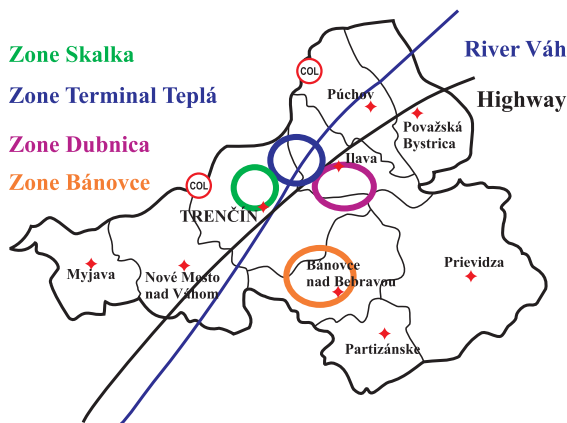 Zone Skalka
River Váh
COL
Zone Terminal Teplá
Púchov
Highway
Považská
Bystrica
Zone Dubnica
Ilava
Zone Bánovce
COL
TRENČÍN
Myjava
Nové Mesto
nad Váhom
Bánovce
nad Bebravou
Prievidza
Partizánske